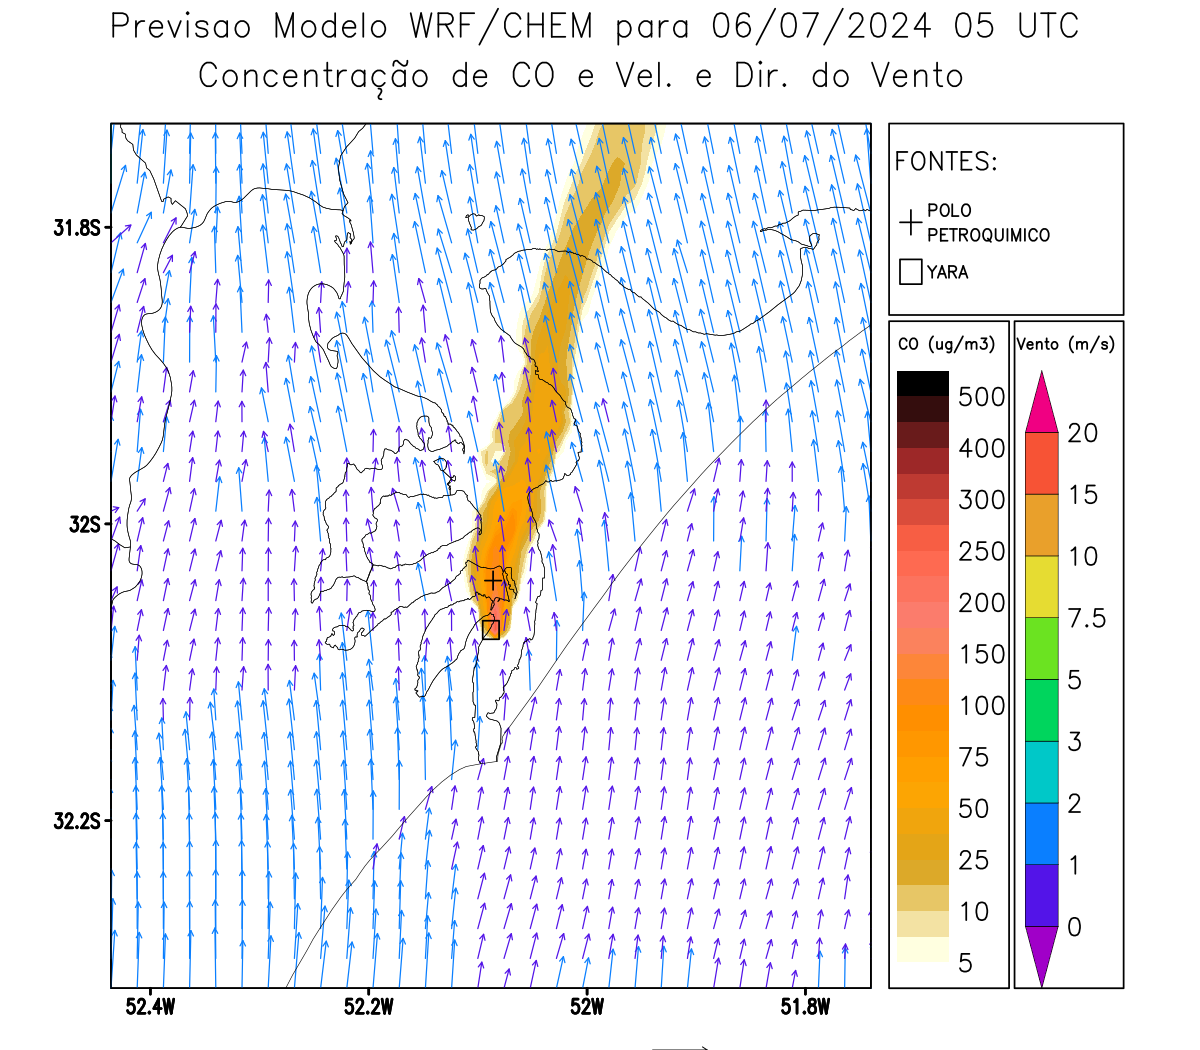 Previsao Modelo WRF/CHEM para 06/07/2024 05 UTC
Concentração de CO e Vel. e Dir. do Vento
FONTES:
POLO
PETROQUIMICO
YARA
31.8S
32S
32.2S
52.4W
52.2W
52W
51.8W
CO (ug/m3)
500
400
300
250
200
150
100
75
50
25
10
5
Vento (m/s)
20
15
10
7.5
5
3
2
1
0